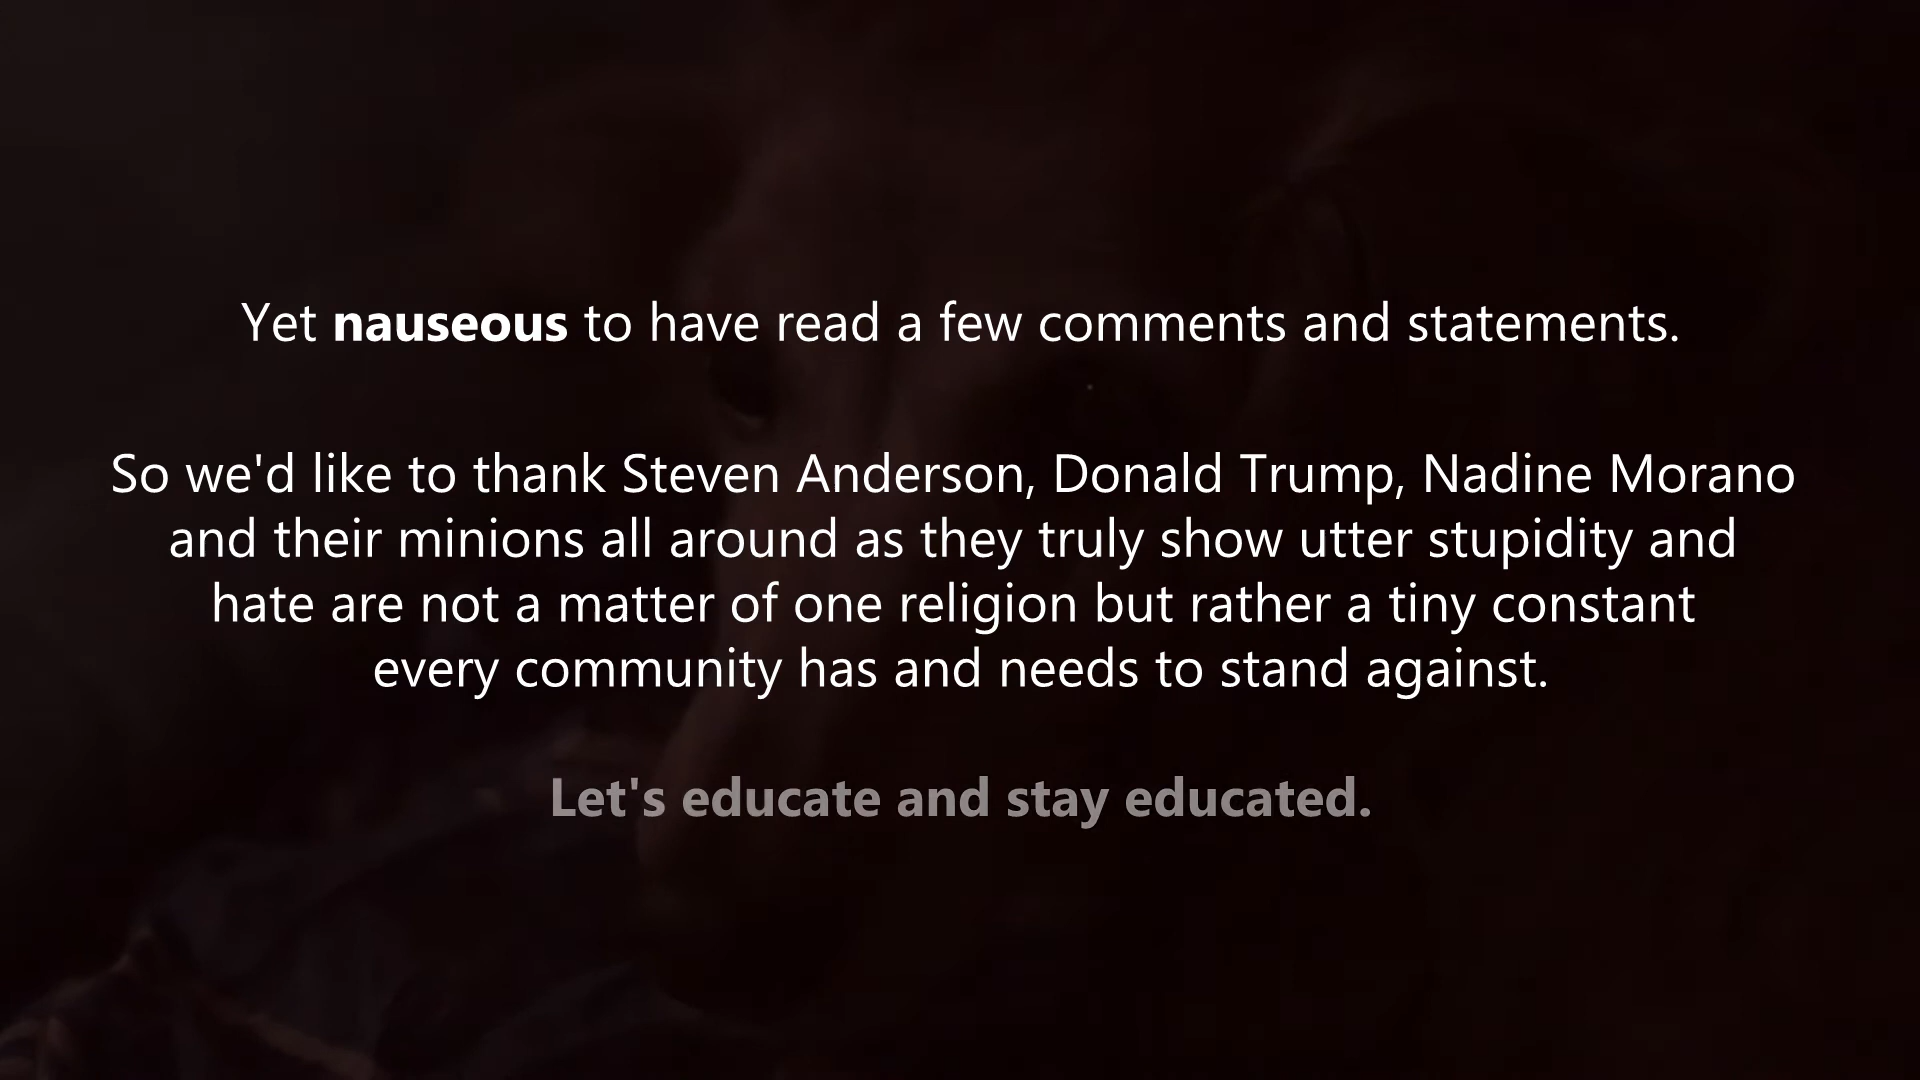 Yet nauseous to have read a few comments and statements.
So we'd like to thank Steven Anderson, Donald Trump, Nadine Morano
and their minions all around as they truly show utter stupidity and
hate are not a matter of one religion but rather a tiny constant
every community has and needs to stand against.
Let's educate and stay educated.